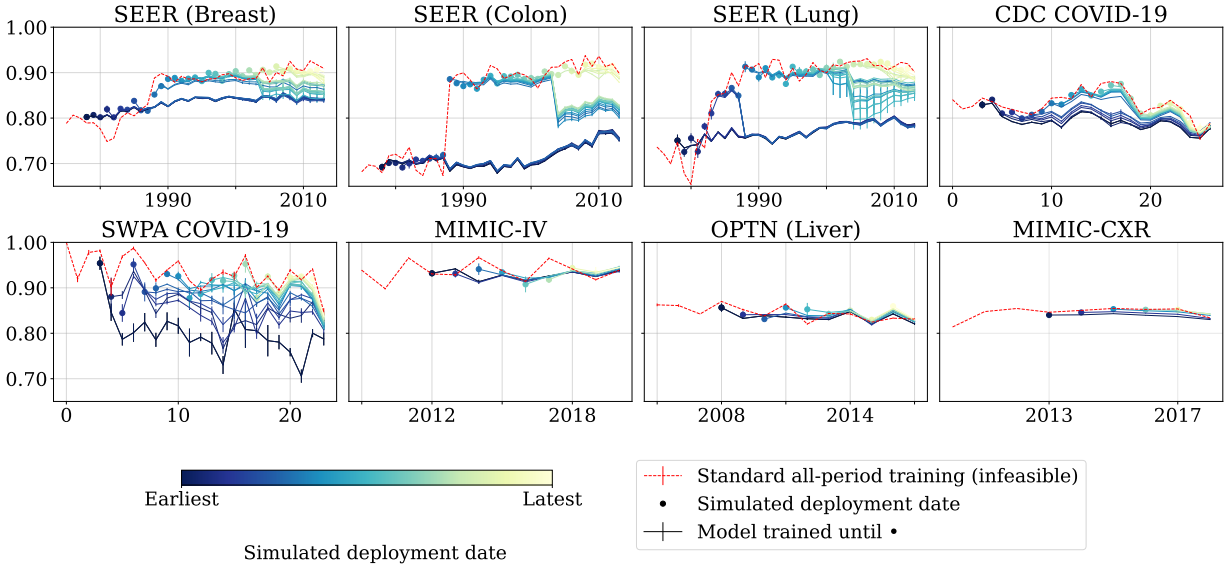 SEER (Breast) SEER (Colon) SEER (Lung) CDC COVID-19
1.00
0.90
0.80
0.70
1990 2010 1990 2010 1990 2010 0 10 20
SWPA COVID-19 MIMIC-IV OPTN (Liver) MIMIC-CXR
1.00
0.90
0.80
0.70
0 10 20 2012 2018 2008 2014 2013 2017
Earliest Latest
Simulated deployment date
Standard all-period training (infeasible)
Simulated deployment date
Model trained until •